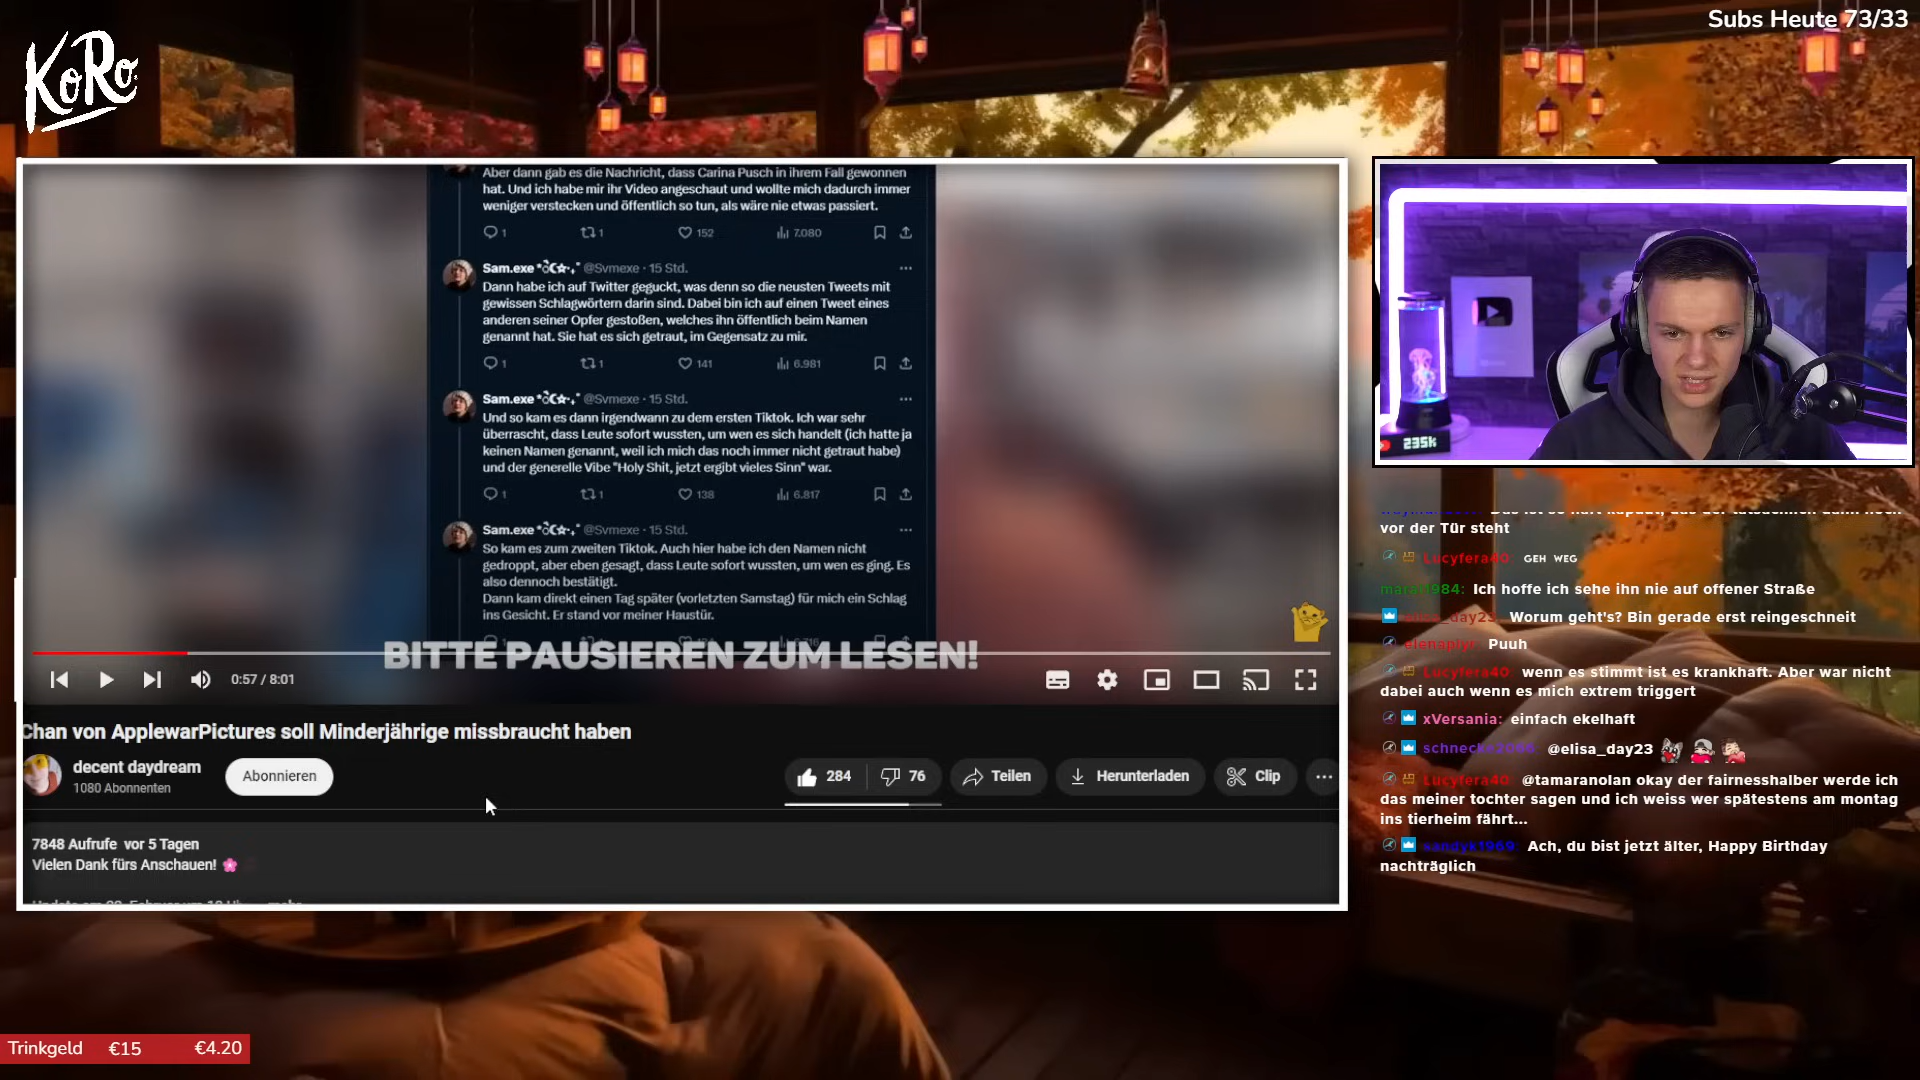 Subs Heute 73/33
KoRo
Aber dann gab es die Nachricht, dass Carina Pusch in ihrem Fall gewonnen
hat. Und ich habe mir ihr Video angeschaut und wollte mich dadurch immer
weniger verstecken und öffentlich so tun, als wäre nie etwas passiert.
1 1 152 7.080
Sam.exe @Svmexe · 15 Std.
Dann habe ich auf Twitter geguckt, was denn so die neusten Tweets mit
gewissen Schlagwörtern darin sind. Dabei bin ich auf einen Tweet eines
anderen seiner Opfer gestoßen, welches ihn öffentlich beim Namen
genannt hat. Sie hat es sich getraut, im Gegensatz zu mir.
1 1 141 6.981
Sam.exe @Svmexe · 15 Std.
Und so kam es dann irgendwann zu dem ersten Tiktok. Ich war sehr
überrascht, dass Leute sofort wussten, um wen es sich handelt (ich hatte ja
keinen Namen genannt, weil ich mich das noch immer nicht getraut habe)
und der generelle Vibe "Holy Shit, jetzt ergibt vieles Sinn" war.
1 1 138 6.817
Sam.exe @Svmexe · 15 Std.
So kam es zum zweiten Tiktok. Auch hier habe ich den Namen nicht
gedroppt, aber eben gesagt, dass Leute sofort wussten, um wen es ging. Es
also dennoch bestätigt.
Dann kam direkt einen Tag später (vorletzten Samstag) für mich ein Schlag
ins Gesicht. Er stand vor meiner Haustür.
BITTE PAUSIEREN ZUM LESEN!
0:57 / 8:01
Chan von ApplewarPictures soll Minderjährige missbraucht haben
decent daydream
1080 Abonnenten
Abonnieren
284 76 Teilen Herunterladen Clip
7848 Aufrufe vor 5 Tagen
Vielen Dank fürs Anschauen! 🌸
235k
vor der Tür steht
Lucyfera40: GEH WEG
1984: Ich hoffe ich sehe ihn nie auf offener Straße
elisa_day23: Worum geht's? Bin gerade erst reingeschneit
Puuh
Lucyfera40: wenn es stimmt ist es krankhaft. Aber war nicht
dabei auch wenn es mich extrem triggert
xVersania: einfach ekelhaft
@elisa_day23
Lucyfera40: @tamaranolan okay der fairnesshalber werde ich
das meiner tochter sagen und ich weiss wer spätestens am montag
ins tierheim fährt...
sandyk1969: Ach, du bist jetzt älter, Happy Birthday
nachträglich
Trinkgeld €15 €4.20